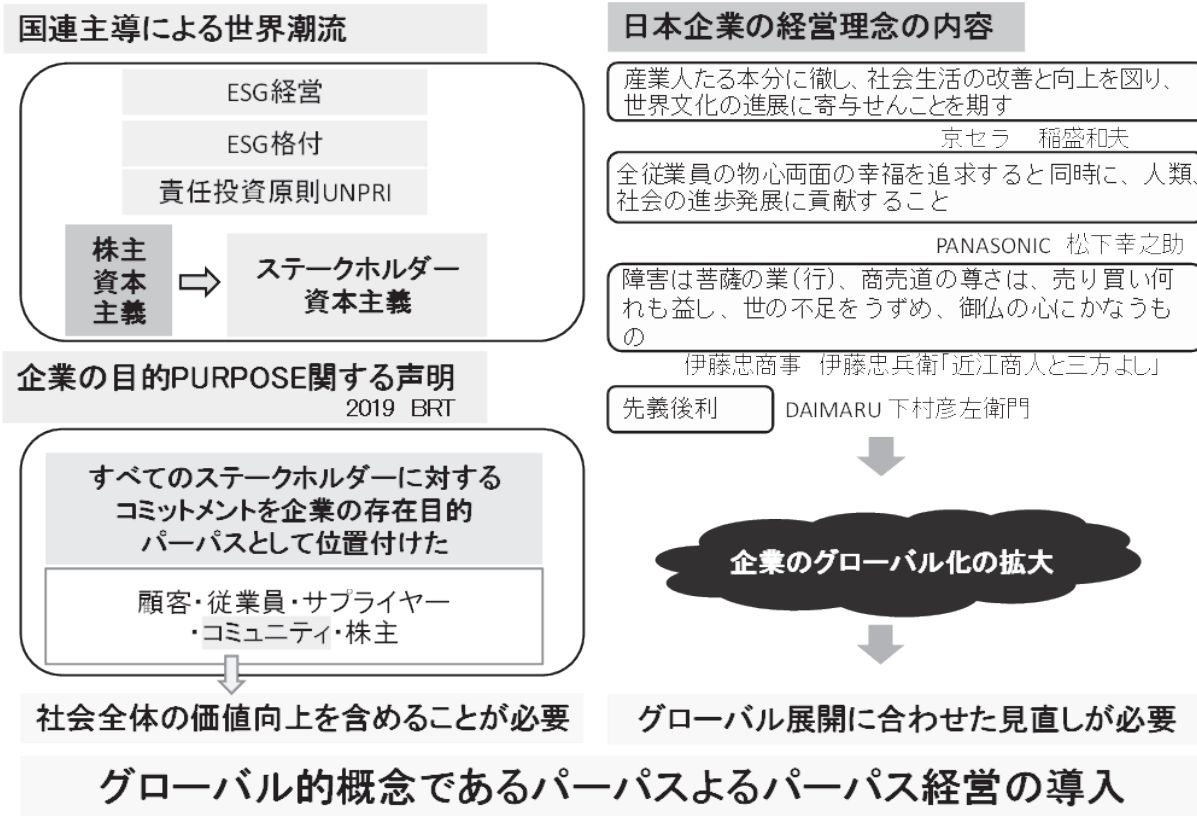 国連主導による世界潮流
ESG経営
ESG格付
責任投資原則UNPRI
株主
資本
主義
ステークホルダー
資本主義
企業の目的PURPOSE関する声明
2019 BRT
すべてのステークホルダーに対する
コミットメントを企業の存在目的
パーパスとして位置付けた
顧客・従業員・サプライヤー
・コミュニティ・株主
社会全体の価値向上を含めることが必要
日本企業の経営理念の内容
産業人たる本分に徹し、社会生活の改善と向上を図り、
世界文化の進展に寄与せんことを期す
京セラ 稲盛和夫
全従業員の物心両面の幸福を追求すると同時に、人類、
社会の進歩発展に貢献すること
PANASONIC 松下幸之助
障害は菩薩の業(行)、商売道の尊さは、売り買い何
れも益し、世の不足をうずめ、御仏の心にかなうも
の
伊藤忠商事 伊藤忠兵衛「近江商人と三方よし」
先義後利
DAIMARU 下村彦左衛門
企業のグローバル化の拡大
グローバル展開に合わせた見直しが必要
グローバル的概念であるパーパスよるパーパス経営の導入